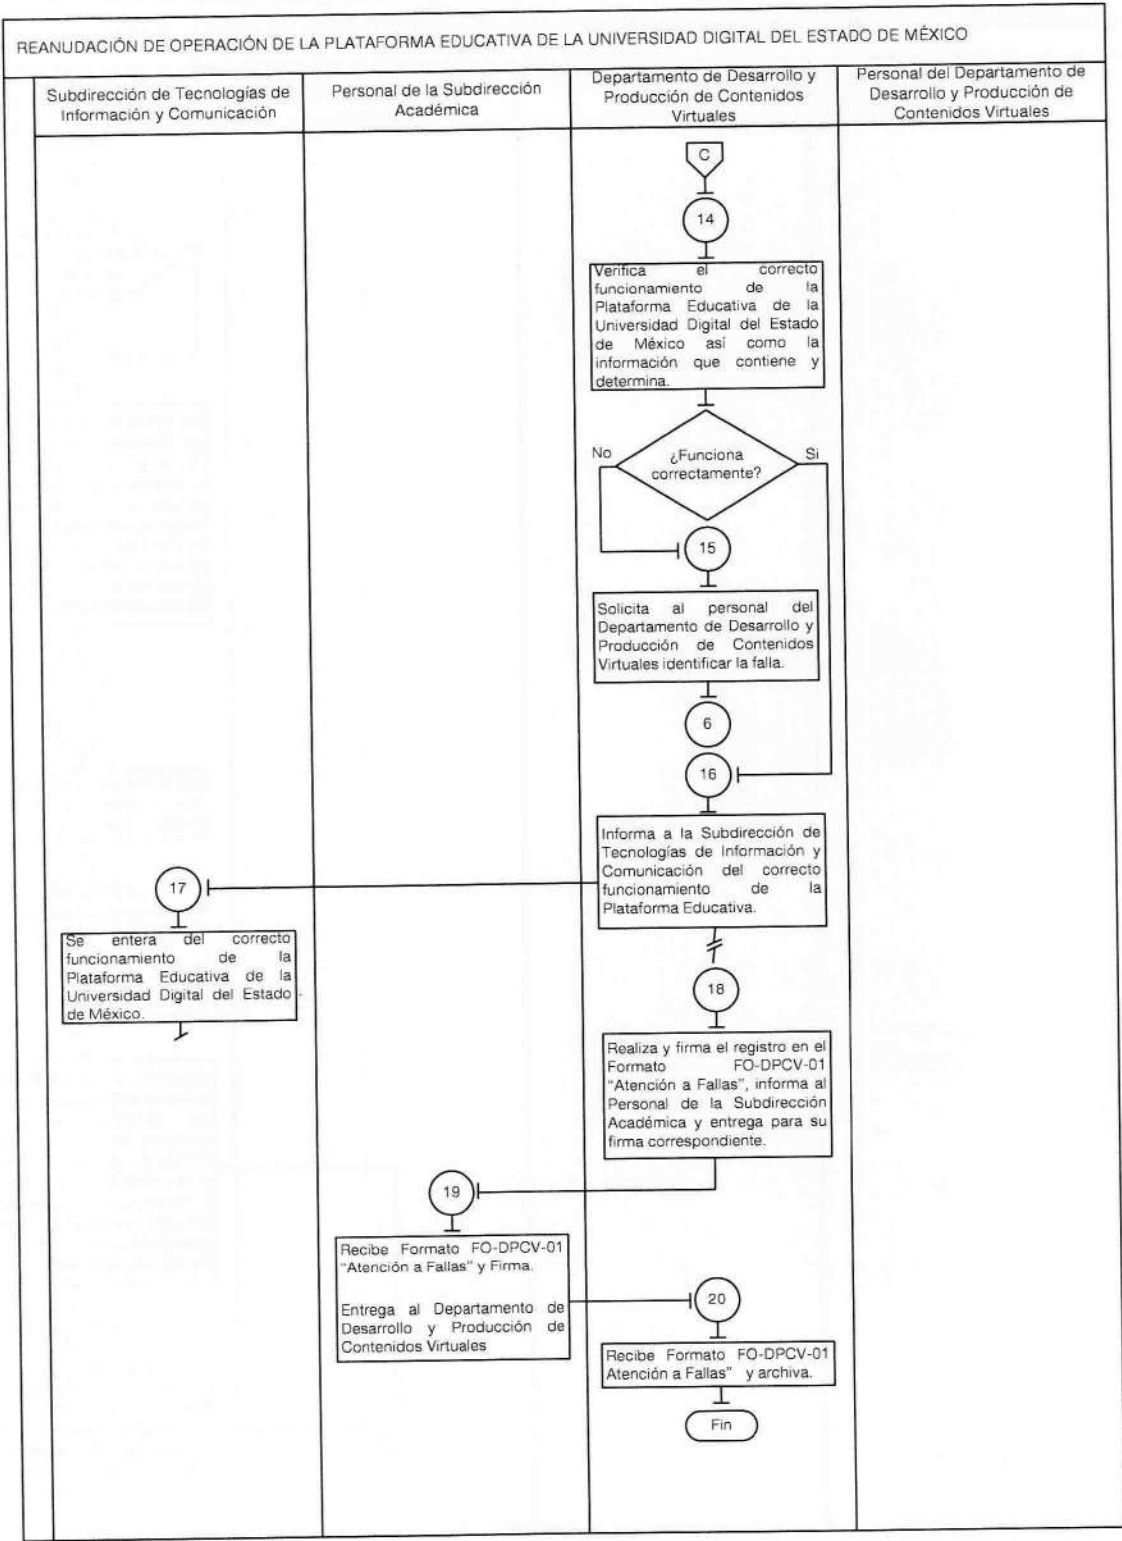 REANUDACIÓN DE OPERACIÓN DE LA PLATAFORMA EDUCATIVA DE LA UNIVERSIDAD DIGITAL DEL ESTADO DE MÉXICO
Subdirección de Tecnologías de
Información y Comunicación
Personal de la Subdirección
Académica
Departamento de Desarrollo y
Producción de Contenidos
Virtuales
Personal del Departamento de
Desarrollo y Producción de
Contenidos Virtuales
C
14
Verifica el correcto
funcionamiento de la
Plataforma Educativa de la
Universidad Digital del Estado
de México así como la
información que contiene y
determina.
No
¿Funciona
correctamente?
Si
15
Solicita al personal del
Departamento de Desarrollo y
Producción de Contenidos
Virtuales identificar la falla.
6
16
Informa a la Subdirección de
Tecnologías de Información y
Comunicación del correcto
funcionamiento de la
Plataforma Educativa.
17
Se entera del correcto
funcionamiento de la
Plataforma Educativa de la
Universidad Digital del Estado
de México.
18
Realiza y firma el registro en el
Formato FO-DPCV-01
"Atención a Fallas", informa al
Personal de la Subdirección
Académica y entrega para su
firma correspondiente.
19
Recibe Formato FO-DPCV-01
"Atención a Fallas" y Firma.
Entrega al Departamento de
Desarrollo y Producción de
Contenidos Virtuales
20
Recibe Formato FO-DPCV-01
Atención a Fallas" y archiva.
Fin